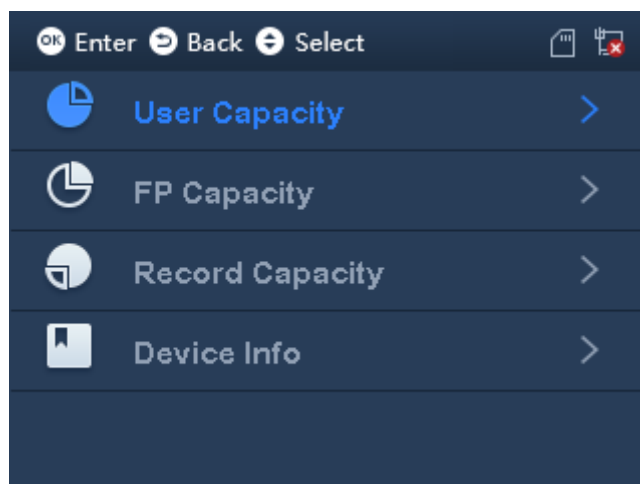 OK Enter Back Select
User Capacity
FP Capacity
Record Capacity
Device Info